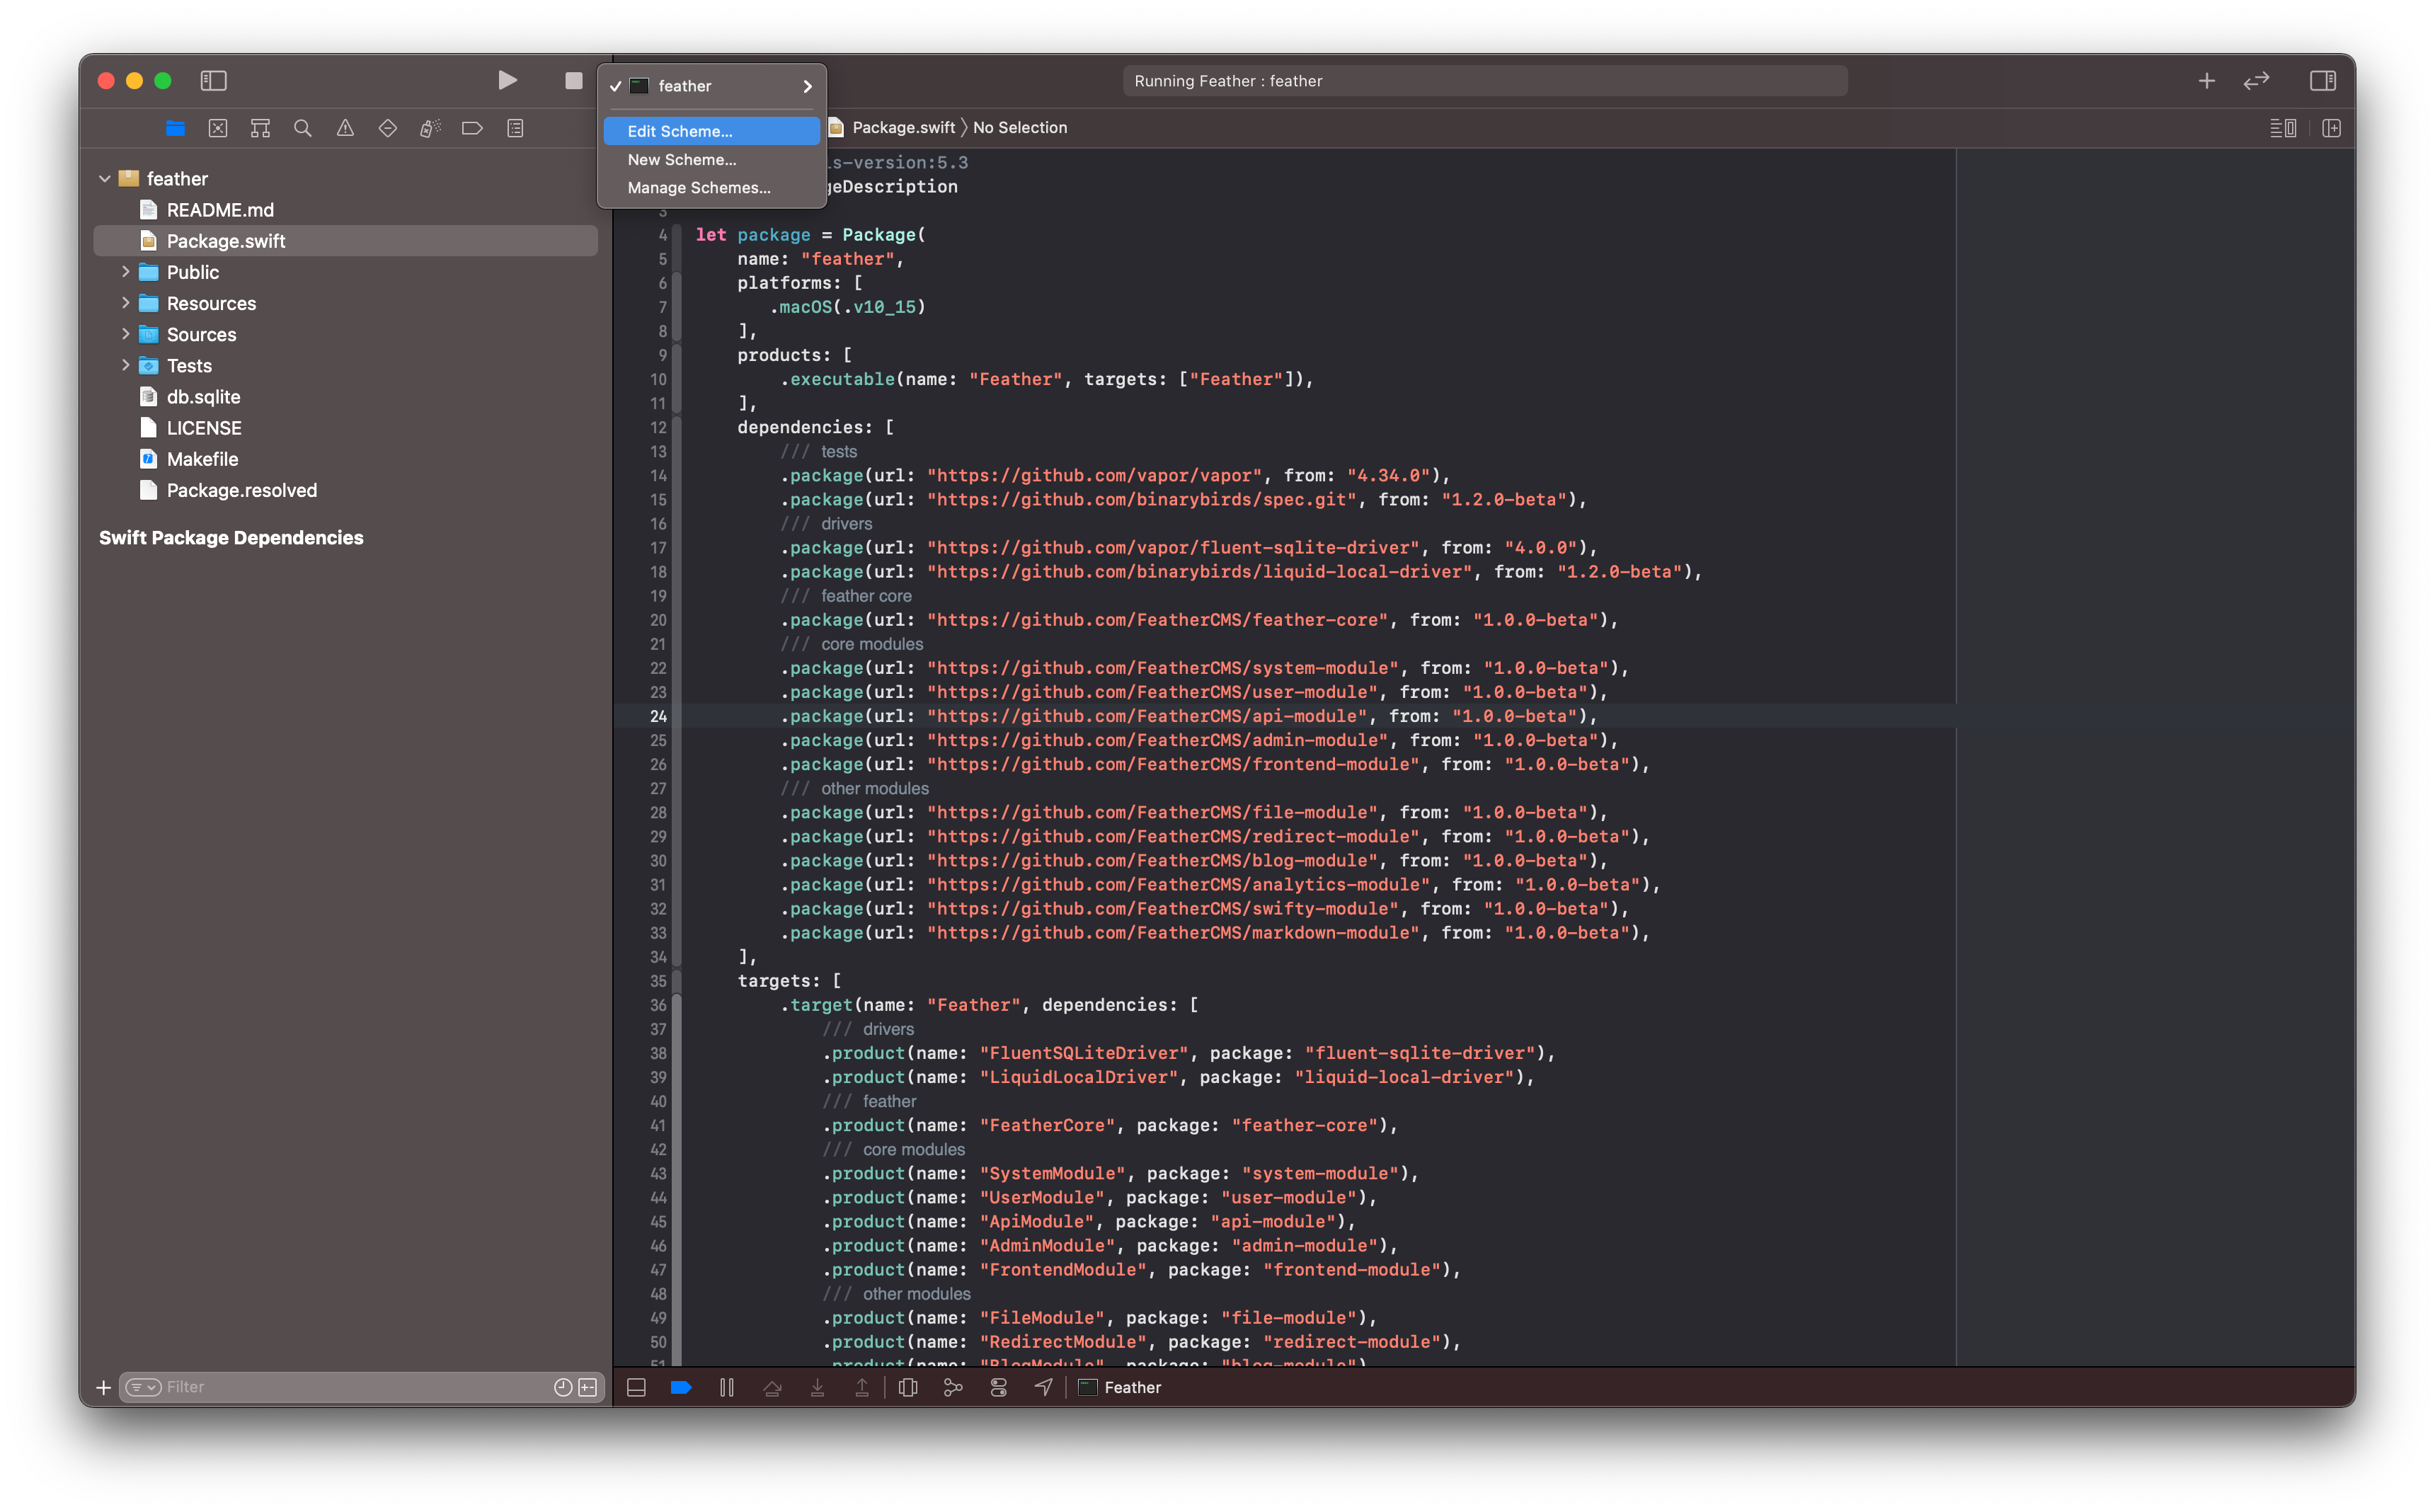 feather
Edit Scheme...
New Scheme...
Manage Schemes...
Running Feather : feather
Package.swift 〉 No Selection
feather
README.md
Package.swift
Public
Resources
Sources
Tests
db.sqlite
LICENSE
Makefile
Package.resolved
Swift Package Dependencies
Filter
ls-version:5.3
geDescription
3
4 let package = Package(
5 name: "feather",
6 platforms: [
7 .macOS(.v10_15)
8 ],
9 products: [
10 .executable(name: "Feather", targets: ["Feather"]),
11 ],
12 dependencies: [
13 /// tests
14 .package(url: "https://github.com/vapor/vapor", from: "4.34.0"),
15 .package(url: "https://github.com/binarybirds/spec.git", from: "1.2.0-beta"),
16 /// drivers
17 .package(url: "https://github.com/vapor/fluent-sqlite-driver", from: "4.0.0"),
18 .package(url: "https://github.com/binarybirds/liquid-local-driver", from: "1.2.0-beta"),
19 /// feather core
20 .package(url: "https://github.com/FeatherCMS/feather-core", from: "1.0.0-beta"),
21 /// core modules
22 .package(url: "https://github.com/FeatherCMS/system-module", from: "1.0.0-beta"),
23 .package(url: "https://github.com/FeatherCMS/user-module", from: "1.0.0-beta"),
24 .package(url: "https://github.com/FeatherCMS/api-module", from: "1.0.0-beta"),
25 .package(url: "https://github.com/FeatherCMS/admin-module", from: "1.0.0-beta"),
26 .package(url: "https://github.com/FeatherCMS/frontend-module", from: "1.0.0-beta"),
27 /// other modules
28 .package(url: "https://github.com/FeatherCMS/file-module", from: "1.0.0-beta"),
29 .package(url: "https://github.com/FeatherCMS/redirect-module", from: "1.0.0-beta"),
30 .package(url: "https://github.com/FeatherCMS/blog-module", from: "1.0.0-beta"),
31 .package(url: "https://github.com/FeatherCMS/analytics-module", from: "1.0.0-beta"),
32 .package(url: "https://github.com/FeatherCMS/swifty-module", from: "1.0.0-beta"),
33 .package(url: "https://github.com/FeatherCMS/markdown-module", from: "1.0.0-beta"),
34 ],
35 targets: [
36 .target(name: "Feather", dependencies: [
37 /// drivers
38 .product(name: "FluentSQLiteDriver", package: "fluent-sqlite-driver"),
39 .product(name: "LiquidLocalDriver", package: "liquid-local-driver"),
40 /// feather
41 .product(name: "FeatherCore", package: "feather-core"),
42 /// core modules
43 .product(name: "SystemModule", package: "system-module"),
44 .product(name: "UserModule", package: "user-module"),
45 .product(name: "ApiModule", package: "api-module"),
46 .product(name: "AdminModule", package: "admin-module"),
47 .product(name: "FrontendModule", package: "frontend-module"),
48 /// other modules
49 .product(name: "FileModule", package: "file-module"),
50 .product(name: "RedirectModule", package: "redirect-module"),
51 .product(name: "BlogModule", package: "blog-module"),
Feather